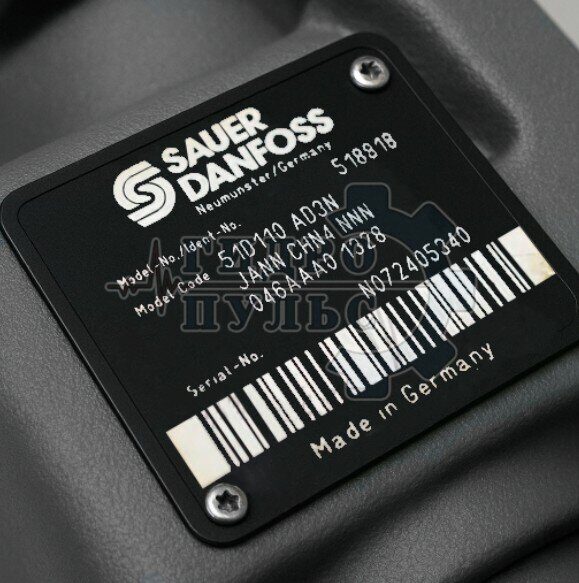 SAUER
DANFOSS
Neumunster/Germany
Model-No./Ident-No. 518818
Model Code 51D110 AD3N
JANN CHN4 NNN
046AAA0 1328
Serial-No. N072405340
Made in Germany
ГИДРО
ПУЛЬС